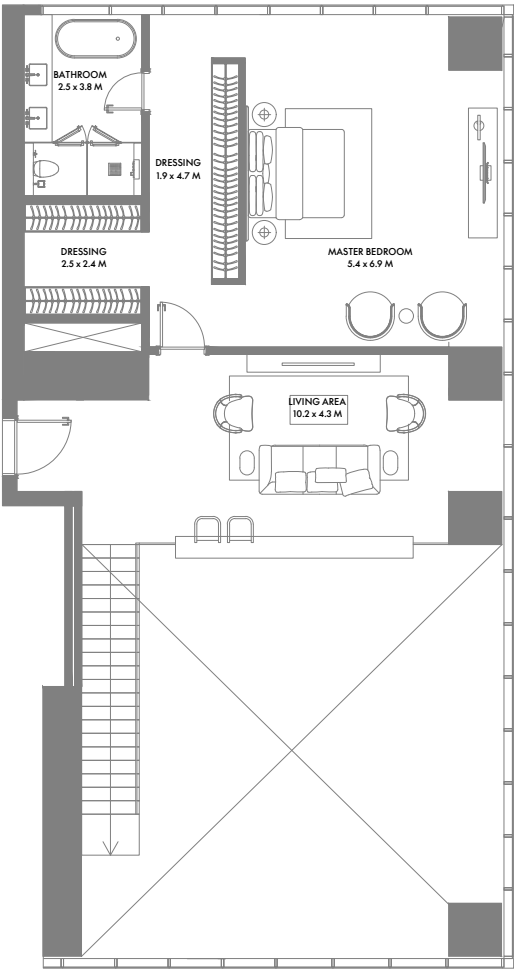 BATHROOM
2.5 x 3.8 M
DRESSING
1.9 x 4.7 M
DRESSING
2.5 x 2.4 M
MASTER BEDROOM
5.4 x 6.9 M
LIVING AREA
10.2 x 4.3 M